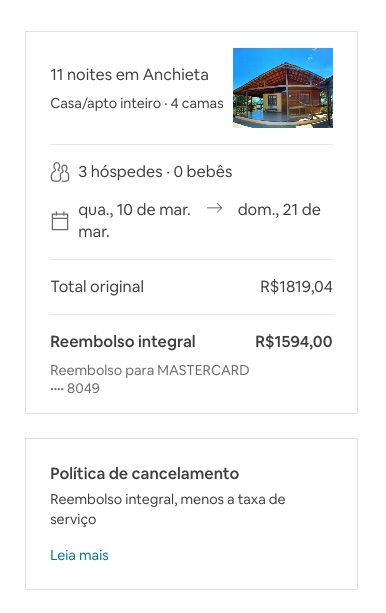 11 noites em Anchieta
Casa/apto inteiro · 4 camas
3 hóspedes · 0 bebês
qua., 10 de mar. → dom., 21 de
mar.
Total original R$1819,04
Reembolso integral R$1594,00
Reembolso para MASTERCARD
•••• 8049
Política de cancelamento
Reembolso integral, menos a taxa de
serviço
Leia mais